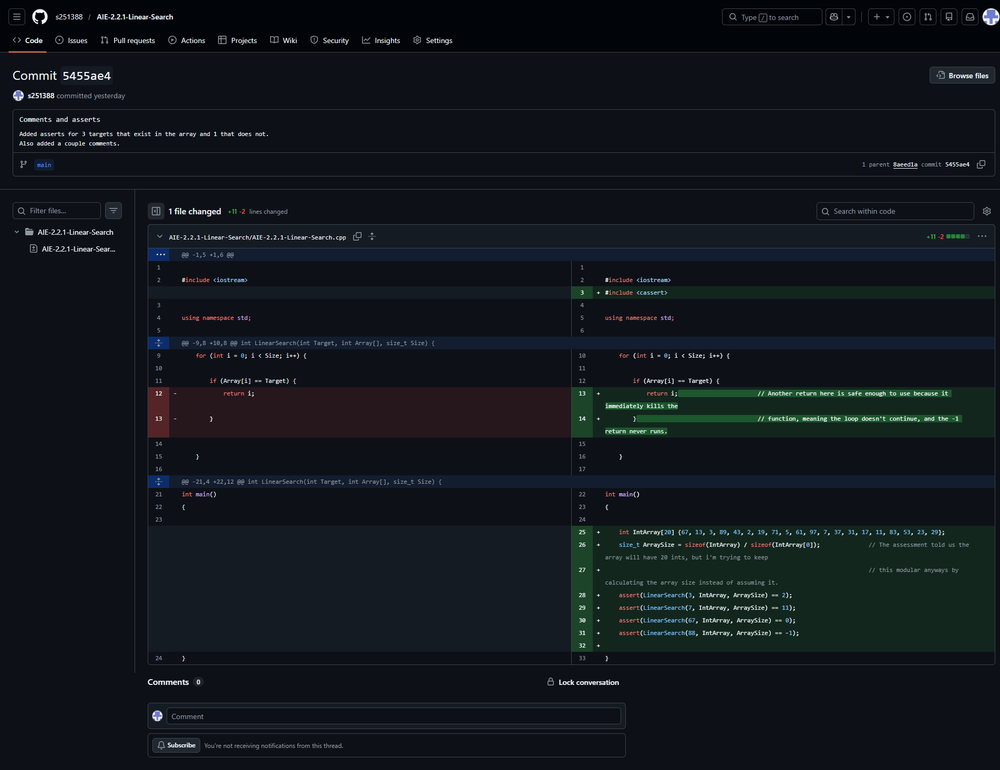 s251388 / AIE-2.2.1-Linear-Search
Type / to search
Code Issues Pull requests Actions Projects Wiki Security Insights Settings
Commit 5455ae4
Browse files
s251388 committed yesterday
Comments and asserts
Added asserts for 3 targets that exist in the array and 1 that does not.
Also added a couple comments.
main
1 parent 8aeed1a commit 5455ae4
Filter files...
AIE-2.2.1-Linear-Search
AIE-2.2.1-Linear-Sear...
1 file changed +11 -2 lines changed
Search within code
AIE-2.2.1-Linear-Search/AIE-2.2.1-Linear-Search.cpp
+11 -2
@@ -1,5 +1,6 @@
1 1
2 #include <iostream> 2 #include <iostream>
3 + #include <cassert>
3 4
4 using namespace std; 5 using namespace std;
5 6
@@ -9,8 +10,8 @@ int LinearSearch(int Target, int Array[], size_t Size) {
9 for (int i = 0; i < Size; i++) { 10 for (int i = 0; i < Size; i++) {
10 11
11 if (Array[i] == Target) { 12 if (Array[i] == Target) {
12 - return i; 13 + return i; // Another return here is safe enough to use because it
immediately kills the
13 - } 14 + } // function, meaning the loop doesn't continue, and the -1
return never runs.
14 15
15 } 16 }
16 17
@@ -21,4 +22,12 @@ int LinearSearch(int Target, int Array[], size_t Size) {
21 int main() 22 int main()
22 { 23 {
23 24
25 + int IntArray[20] {67, 13, 3, 89, 43, 2, 19, 71, 5, 61, 97, 7, 37, 31, 17, 11, 83, 53, 23, 29};
26 + size_t ArraySize = sizeof(IntArray) / sizeof(IntArray[0]); // The assessment told us the
array will have 20 ints, but i'm trying to keep
27 + // this modular anyways by
calculating the array size instead of assuming it.
28 + assert(LinearSearch(3, IntArray, ArraySize) == 2);
29 + assert(LinearSearch(7, IntArray, ArraySize) == 11);
30 + assert(LinearSearch(67, IntArray, ArraySize) == 0);
31 + assert(LinearSearch(88, IntArray, ArraySize) == -1);
32 +
24 } 33 }
Comments 0
Lock conversation
Comment
Subscribe You're not receiving notifications from this thread.